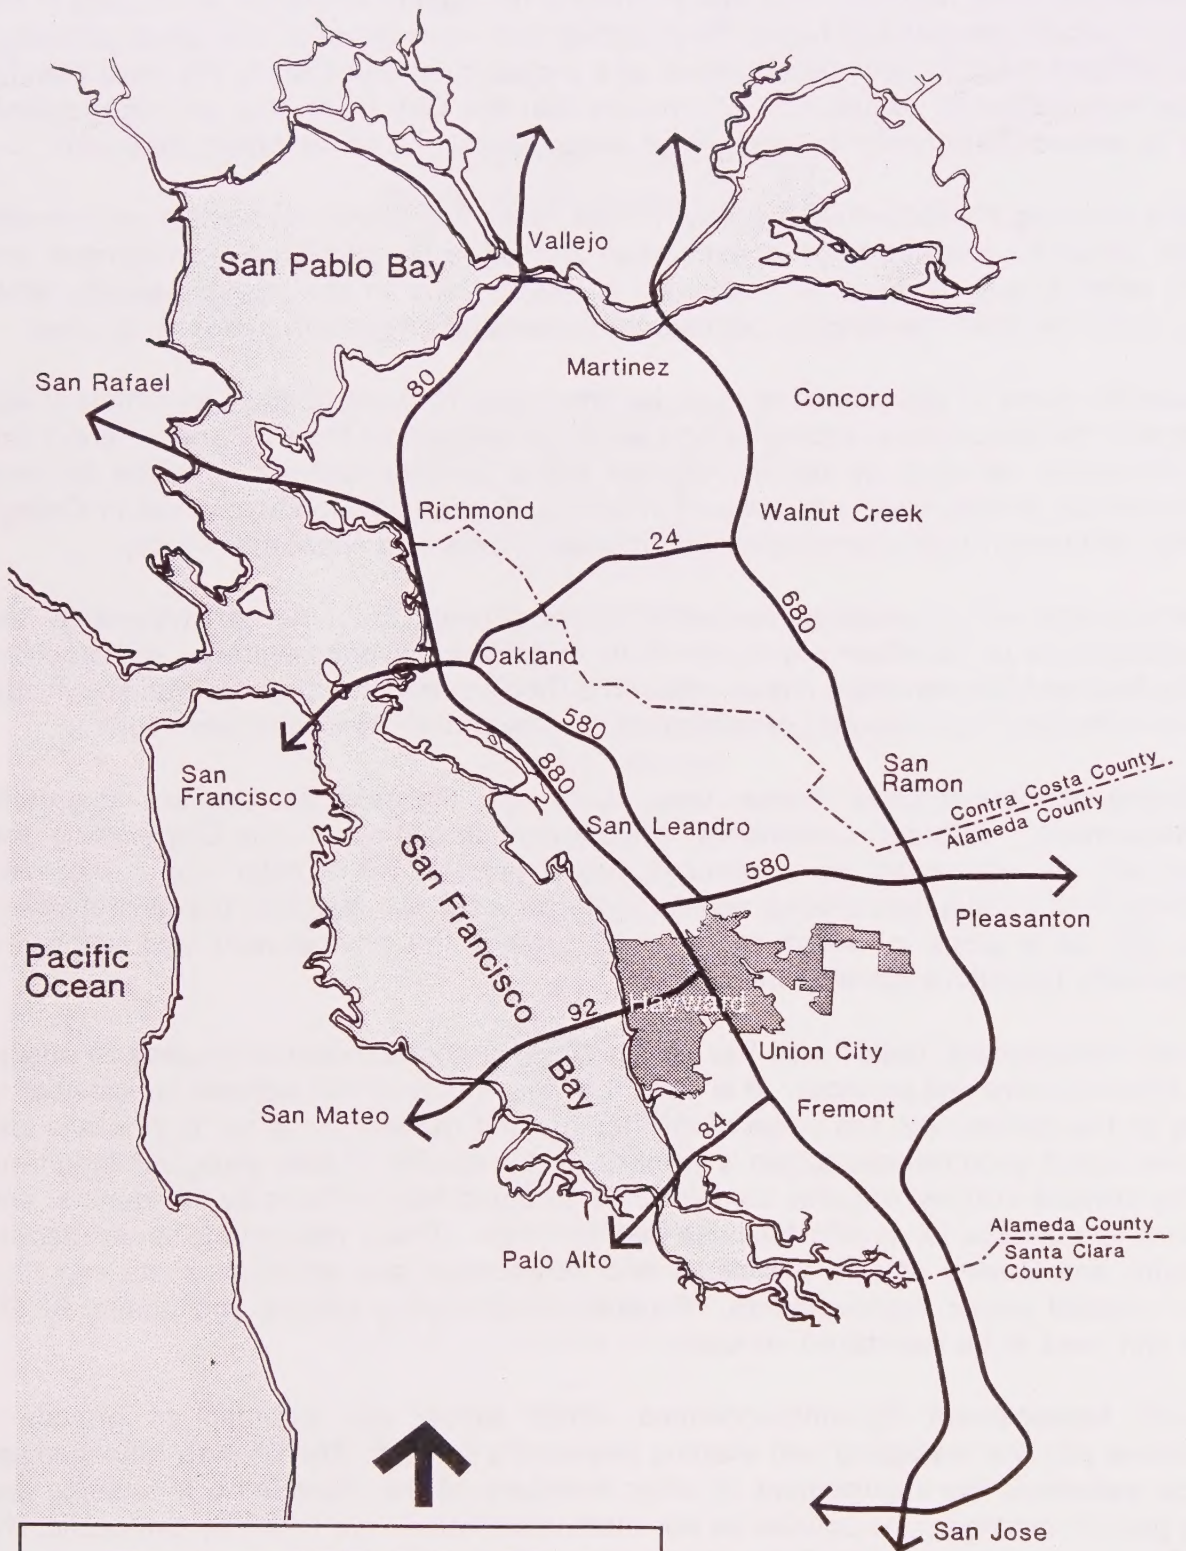 Vallejo
San Pablo Bay
Martinez
San Rafael
80
Concord
Richmond
Walnut Creek
24
680
Oakland
580
880
San
Francisco
San
Ramon
Contra Costa County
Alameda County
San Leandro
580
San Francisco
Bay
Pleasanton
Pacific
Ocean
Hayward
92
Union City
San Mateo
Fremont
84
Palo Alto
Alameda County
Santa Clara
County
San Jose